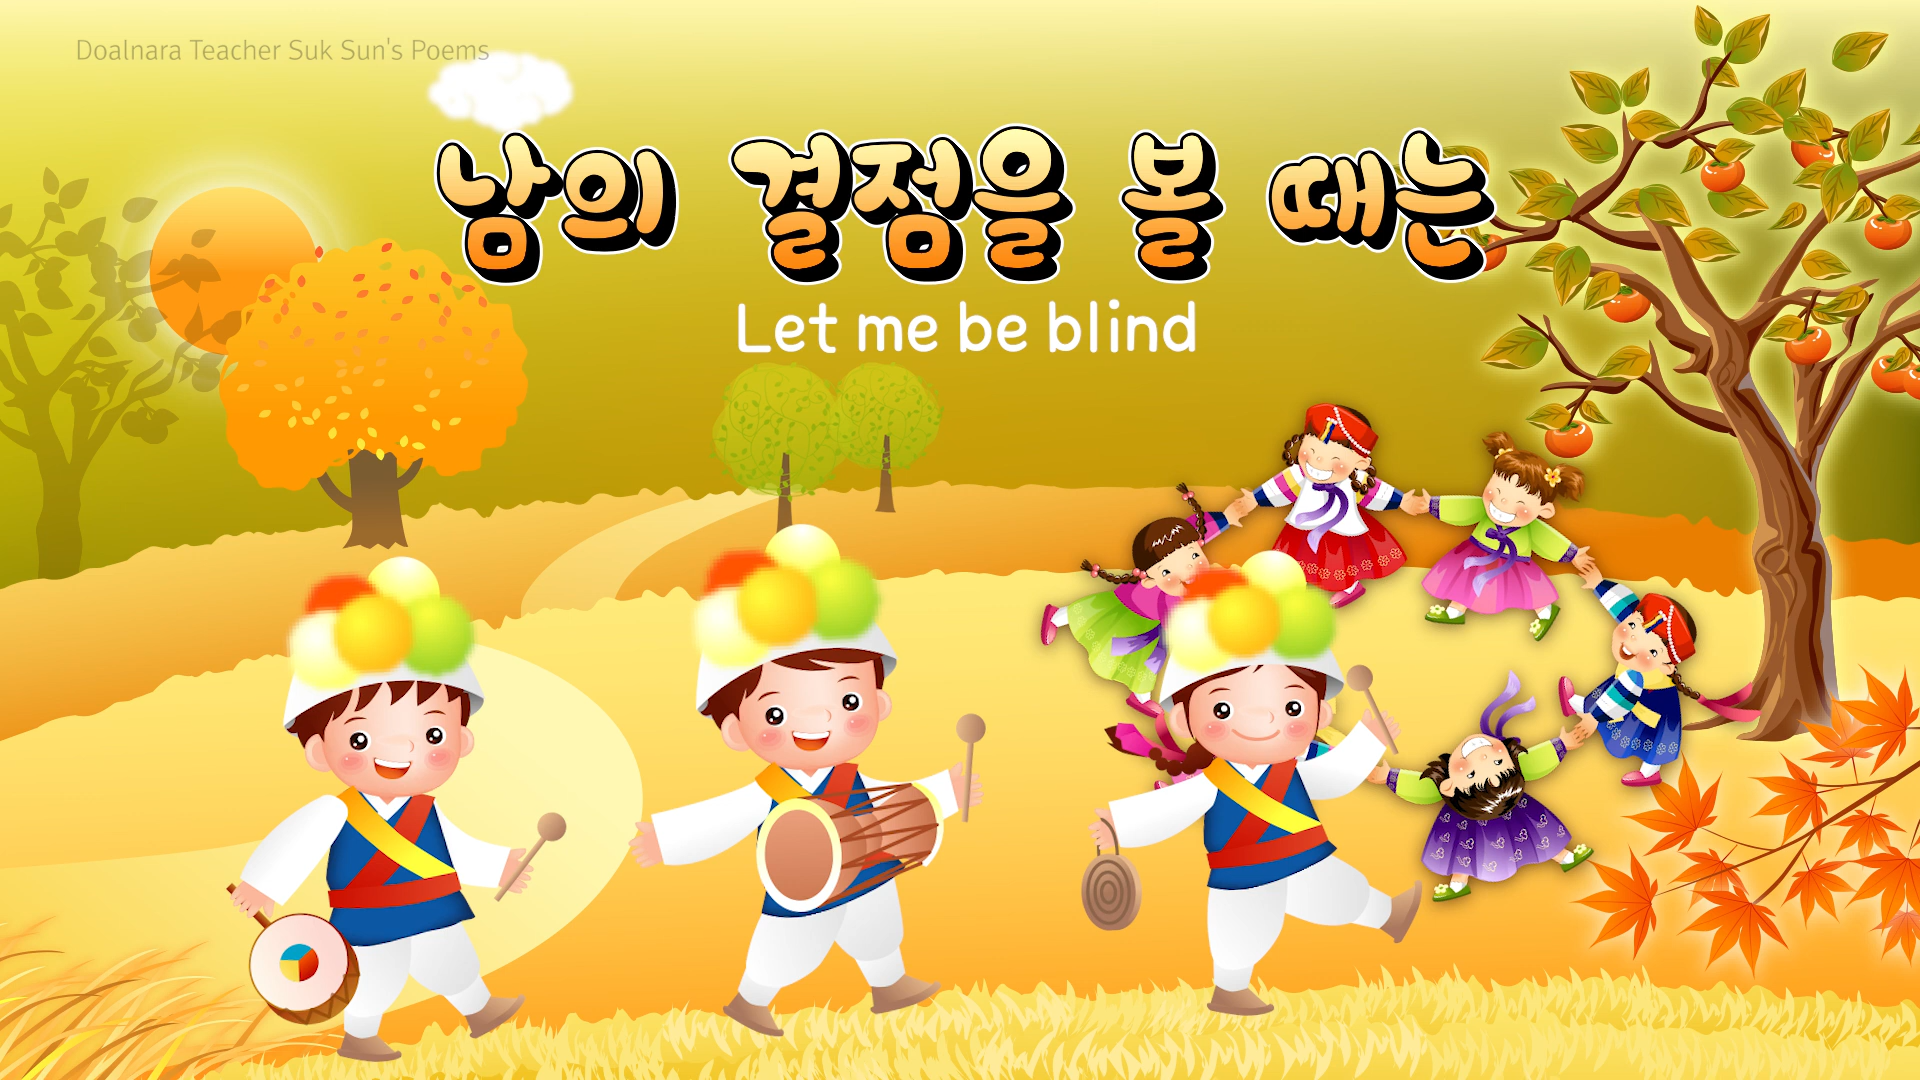 Doalnara Teacher Suk Sun's Poems
남의 결점을 볼 때는
Let me be blind